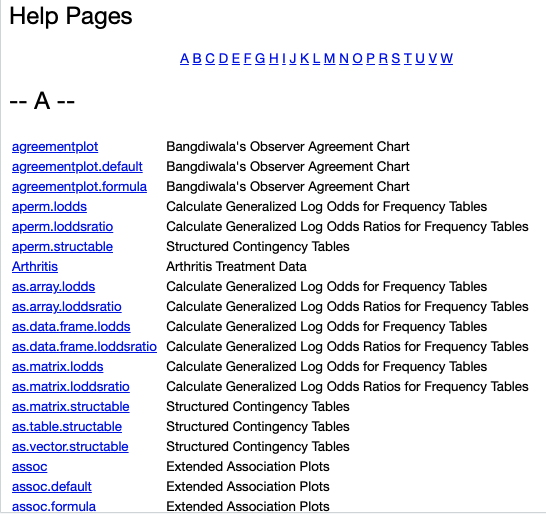 Help Pages
A B C D E F G H I J K L M N O P R S T U V W
-- A --
agreementplot Bangdiwala's Observer Agreement Chart
agreementplot.default Bangdiwala's Observer Agreement Chart
agreementplot.formula Bangdiwala's Observer Agreement Chart
aperm.lodds Calculate Generalized Log Odds for Frequency Tables
aperm.loddsratio Calculate Generalized Log Odds Ratios for Frequency Tables
aperm.structable Structured Contingency Tables
Arthritis Arthritis Treatment Data
as.array.lodds Calculate Generalized Log Odds for Frequency Tables
as.array.loddsratio Calculate Generalized Log Odds Ratios for Frequency Tables
as.data.frame.lodds Calculate Generalized Log Odds for Frequency Tables
as.data.frame.loddsratio Calculate Generalized Log Odds Ratios for Frequency Tables
as.matrix.lodds Calculate Generalized Log Odds for Frequency Tables
as.matrix.loddsratio Calculate Generalized Log Odds Ratios for Frequency Tables
as.matrix.structable Structured Contingency Tables
as.table.structable Structured Contingency Tables
as.vector.structable Structured Contingency Tables
assoc Extended Association Plots
assoc.default Extended Association Plots
assoc.formula Extended Association Plots